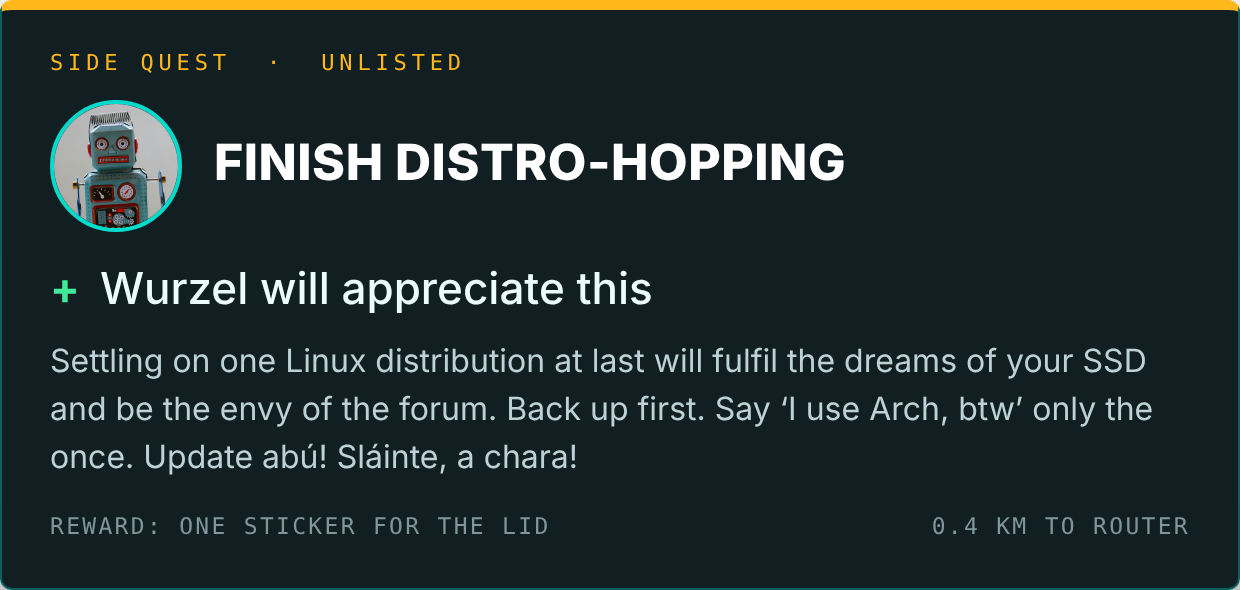 SIDE QUEST · UNLISTED
FINISH DISTRO-HOPPING
+ Wurzel will appreciate this
Settling on one Linux distribution at last will fulfil the dreams of your SSD
and be the envy of the forum. Back up first. Say ‘I use Arch, btw’ only the
once. Update abú! Sláinte, a chara!
REWARD: ONE STICKER FOR THE LID
0.4 KM TO ROUTER